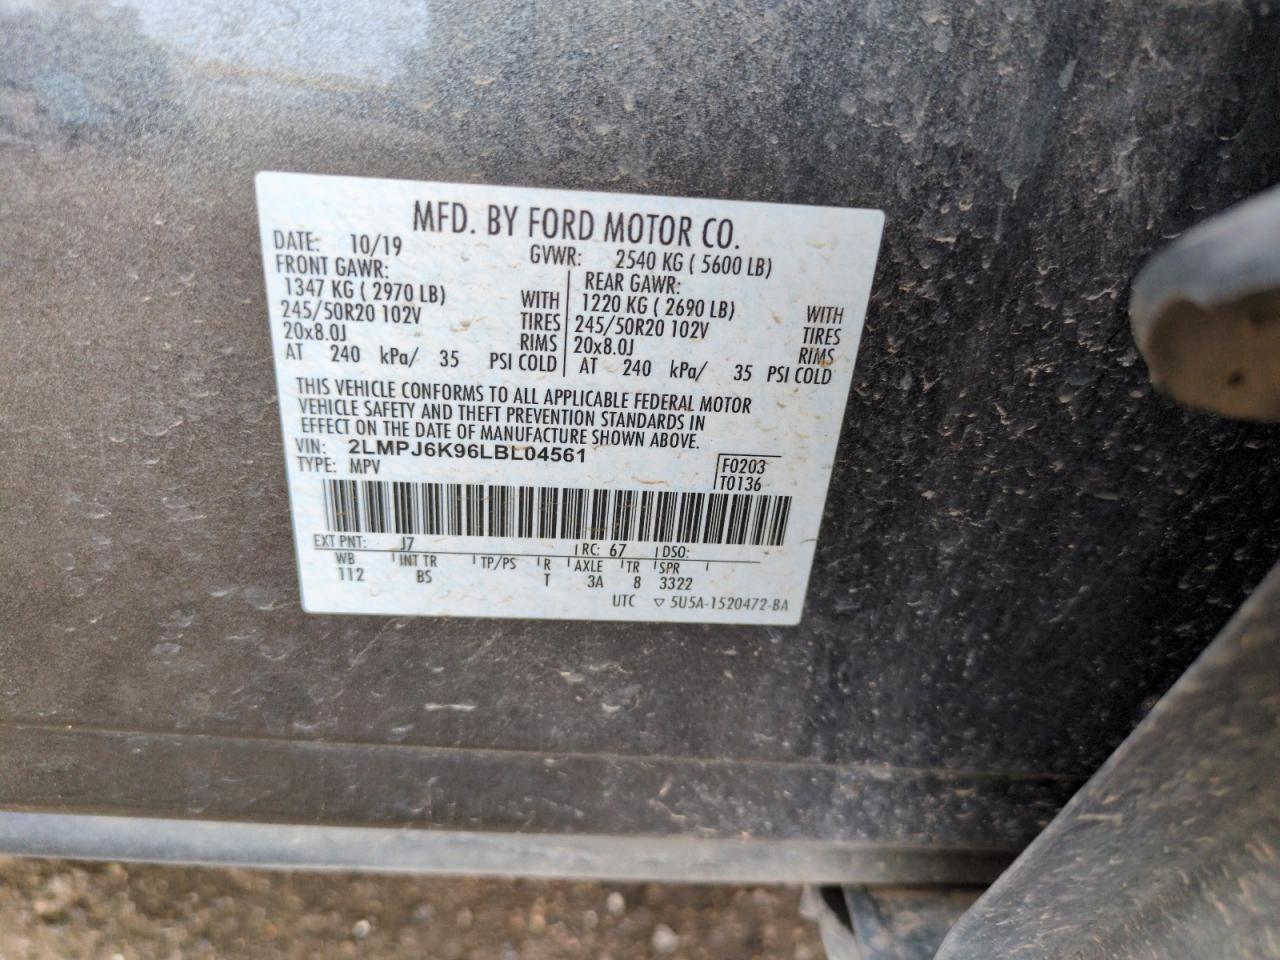 MFD. BY FORD MOTOR CO.
DATE: 10/19 GVWR: 2540 KG ( 5600 LB)
FRONT GAWR: REAR GAWR:
1347 KG ( 2970 LB) WITH 1220 KG ( 2690 LB) WITH
245/50R20 102V TIRES 245/50R20 102V TIRES
20x8.0J RIMS 20x8.0J RIMS
AT 240 kPa/ 35 PSI COLD AT 240 kPa/ 35 PSI COLD
THIS VEHICLE CONFORMS TO ALL APPLICABLE FEDERAL MOTOR
VEHICLE SAFETY AND THEFT PREVENTION STANDARDS IN
EFFECT ON THE DATE OF MANUFACTURE SHOWN ABOVE.
VIN: 2LMPJ6K96LBL04561 F0203
TYPE: MPV T0136
EXT PNT: J7 RC: 67 DSO:
WB INT TR TP/PS R AXLE TR SPR
112 BS T 3A 8 3322
UTC ▽ 5U5A-1520472-BA